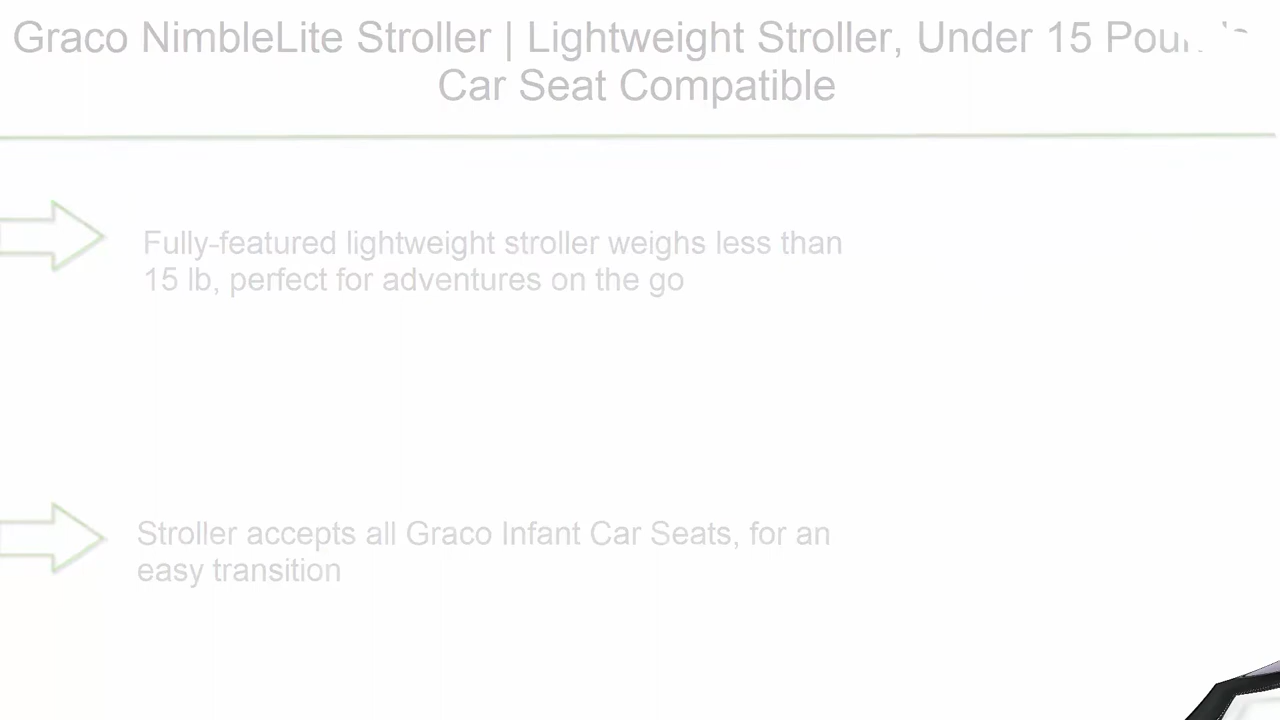 Graco NimbleLite Stroller | Lightweight Stroller, Under 15
Car Seat Compatible
Fully-featured lightweight stroller weighs less than
15 lb, perfect for adventures on the go
Stroller accepts all Graco Infant Car Seats, for an
easy transition